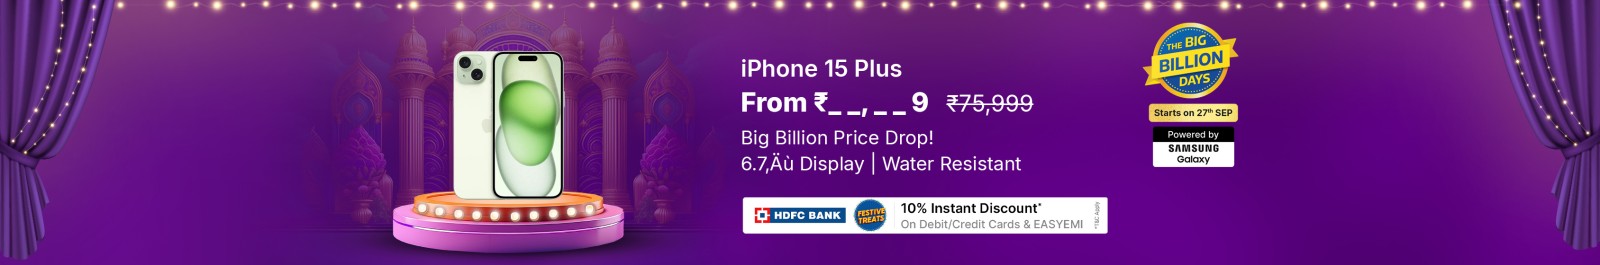 iPhone 15 Plus
From ₹_ _,_ _ 9 ₹75,999
Big Billion Price Drop!
6.7‚Äù Display | Water Resistant
HDFC BANK
FESTIVE
TREATS
10% Instant Discount*
On Debit/Credit Cards & EASYEMI
*T&C Apply
THE BIG
BILLION
DAYS
Starts on 27th SEP
Powered by
SAMSUNG
Galaxy